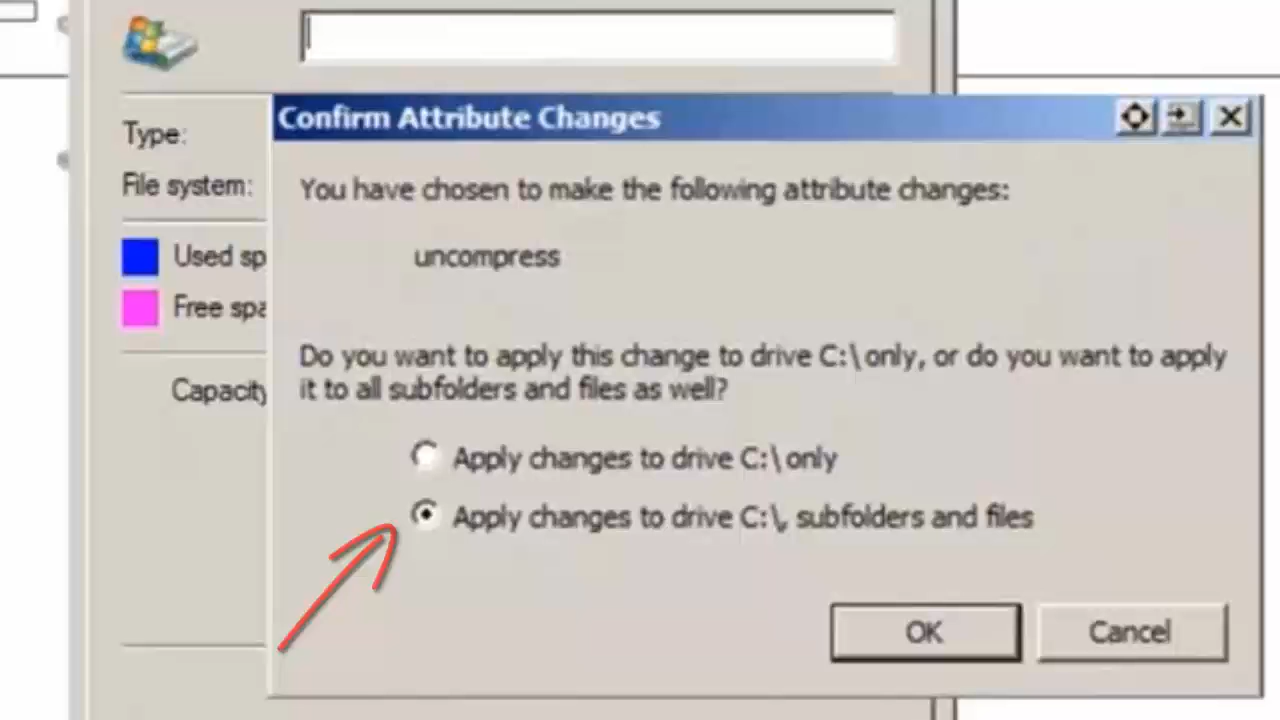 Confirm Attribute Changes
Type:
You have chosen to make the following attribute changes:
File system:
uncompress
Used sp
Free spa
Do you want to apply this change to drive C:\ only, or do you want to apply
it to all subfolders and files as well?
Capacity
Apply changes to drive C:\ only
Apply changes to drive C:\, subfolders and files
OK
Cancel